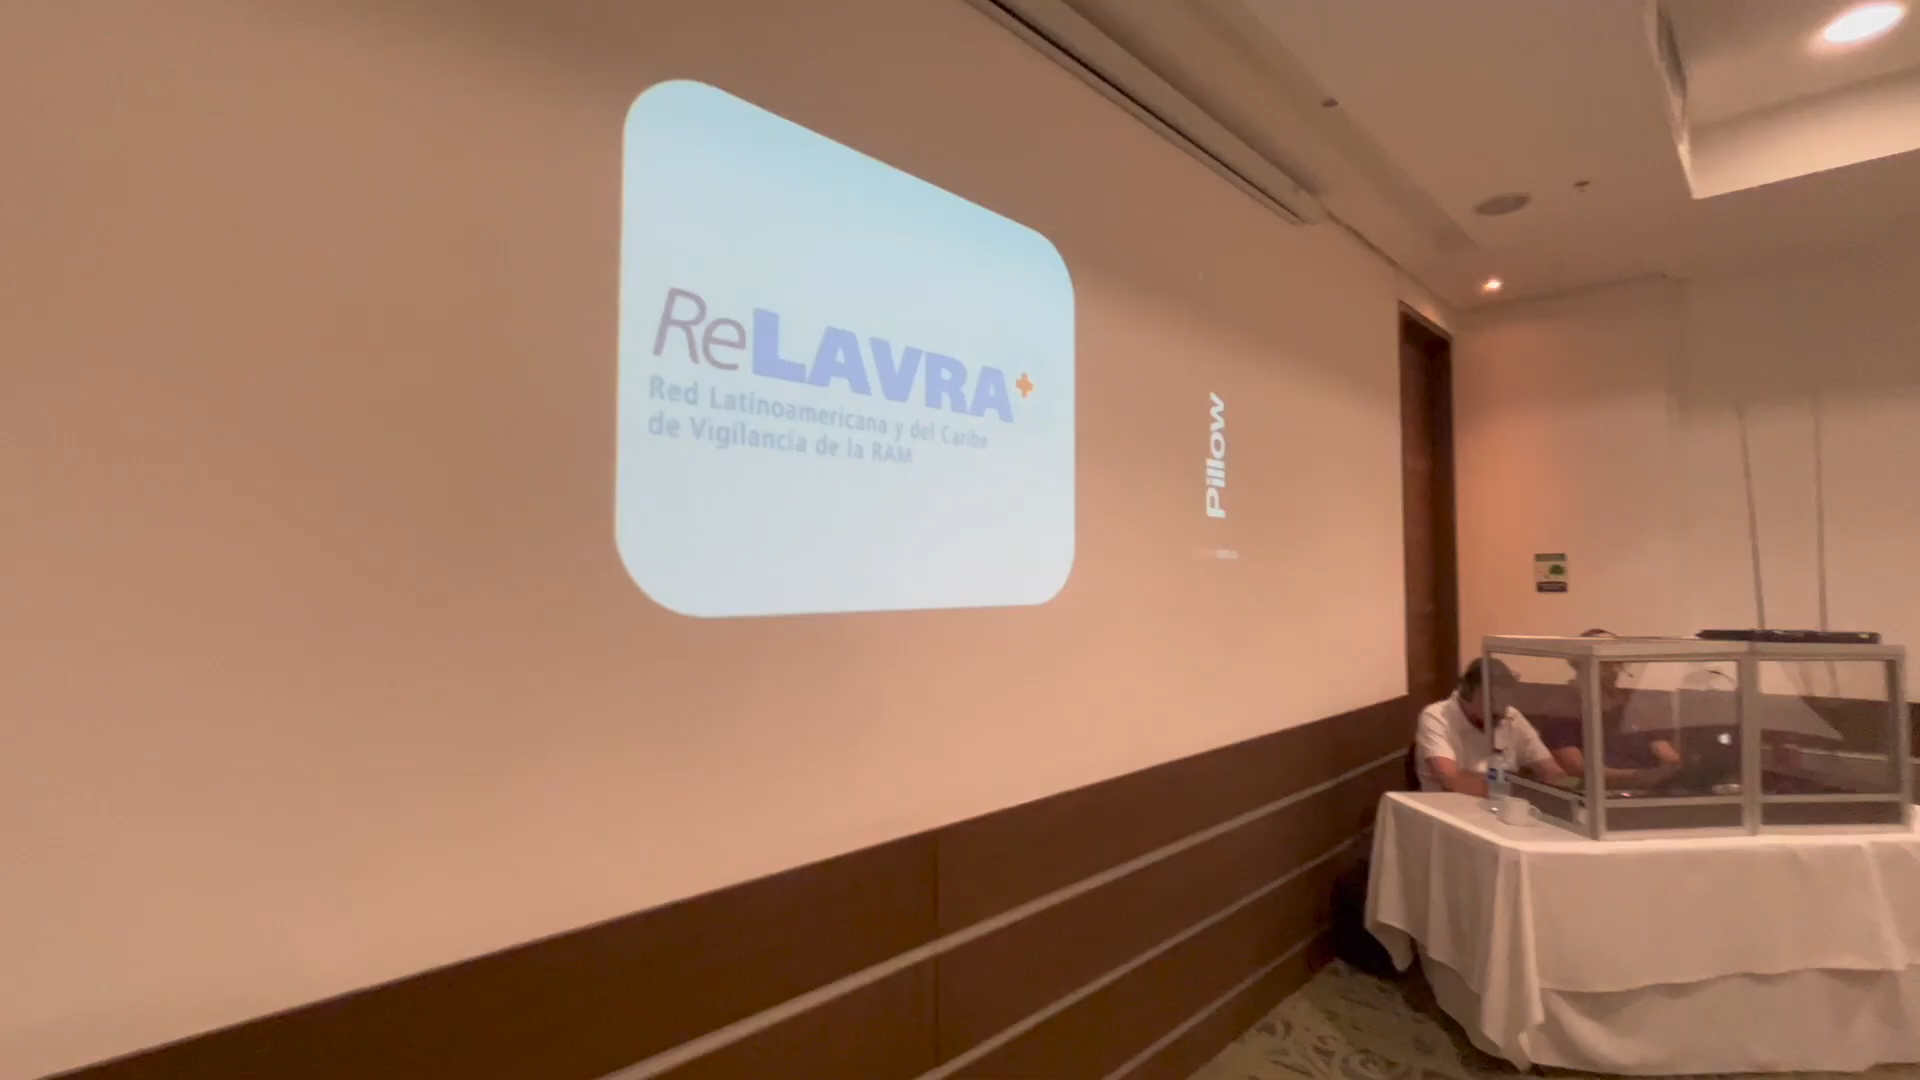 ReLAVRA+
Red Latinoamericana y del Caribe
de Vigilancia de la RAM
Pillow